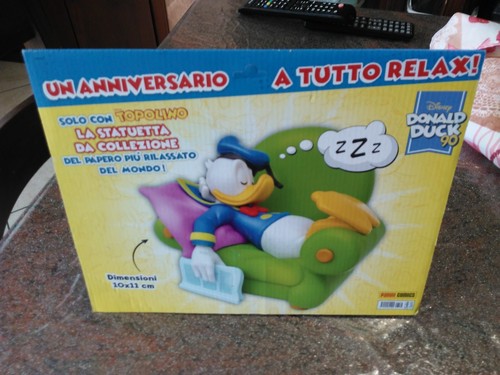 UN ANNIVERSARIO A TUTTO RELAX!
SOLO CON TOPOLINO
LA STATUETTA
DA COLLEZIONE
DEL PAPERO PIÙ RILASSATO
DEL MONDO!
Z Z Z
Disney
DONALD
DUCK
90
Dimensioni
10x11 cm
PANINI COMICS